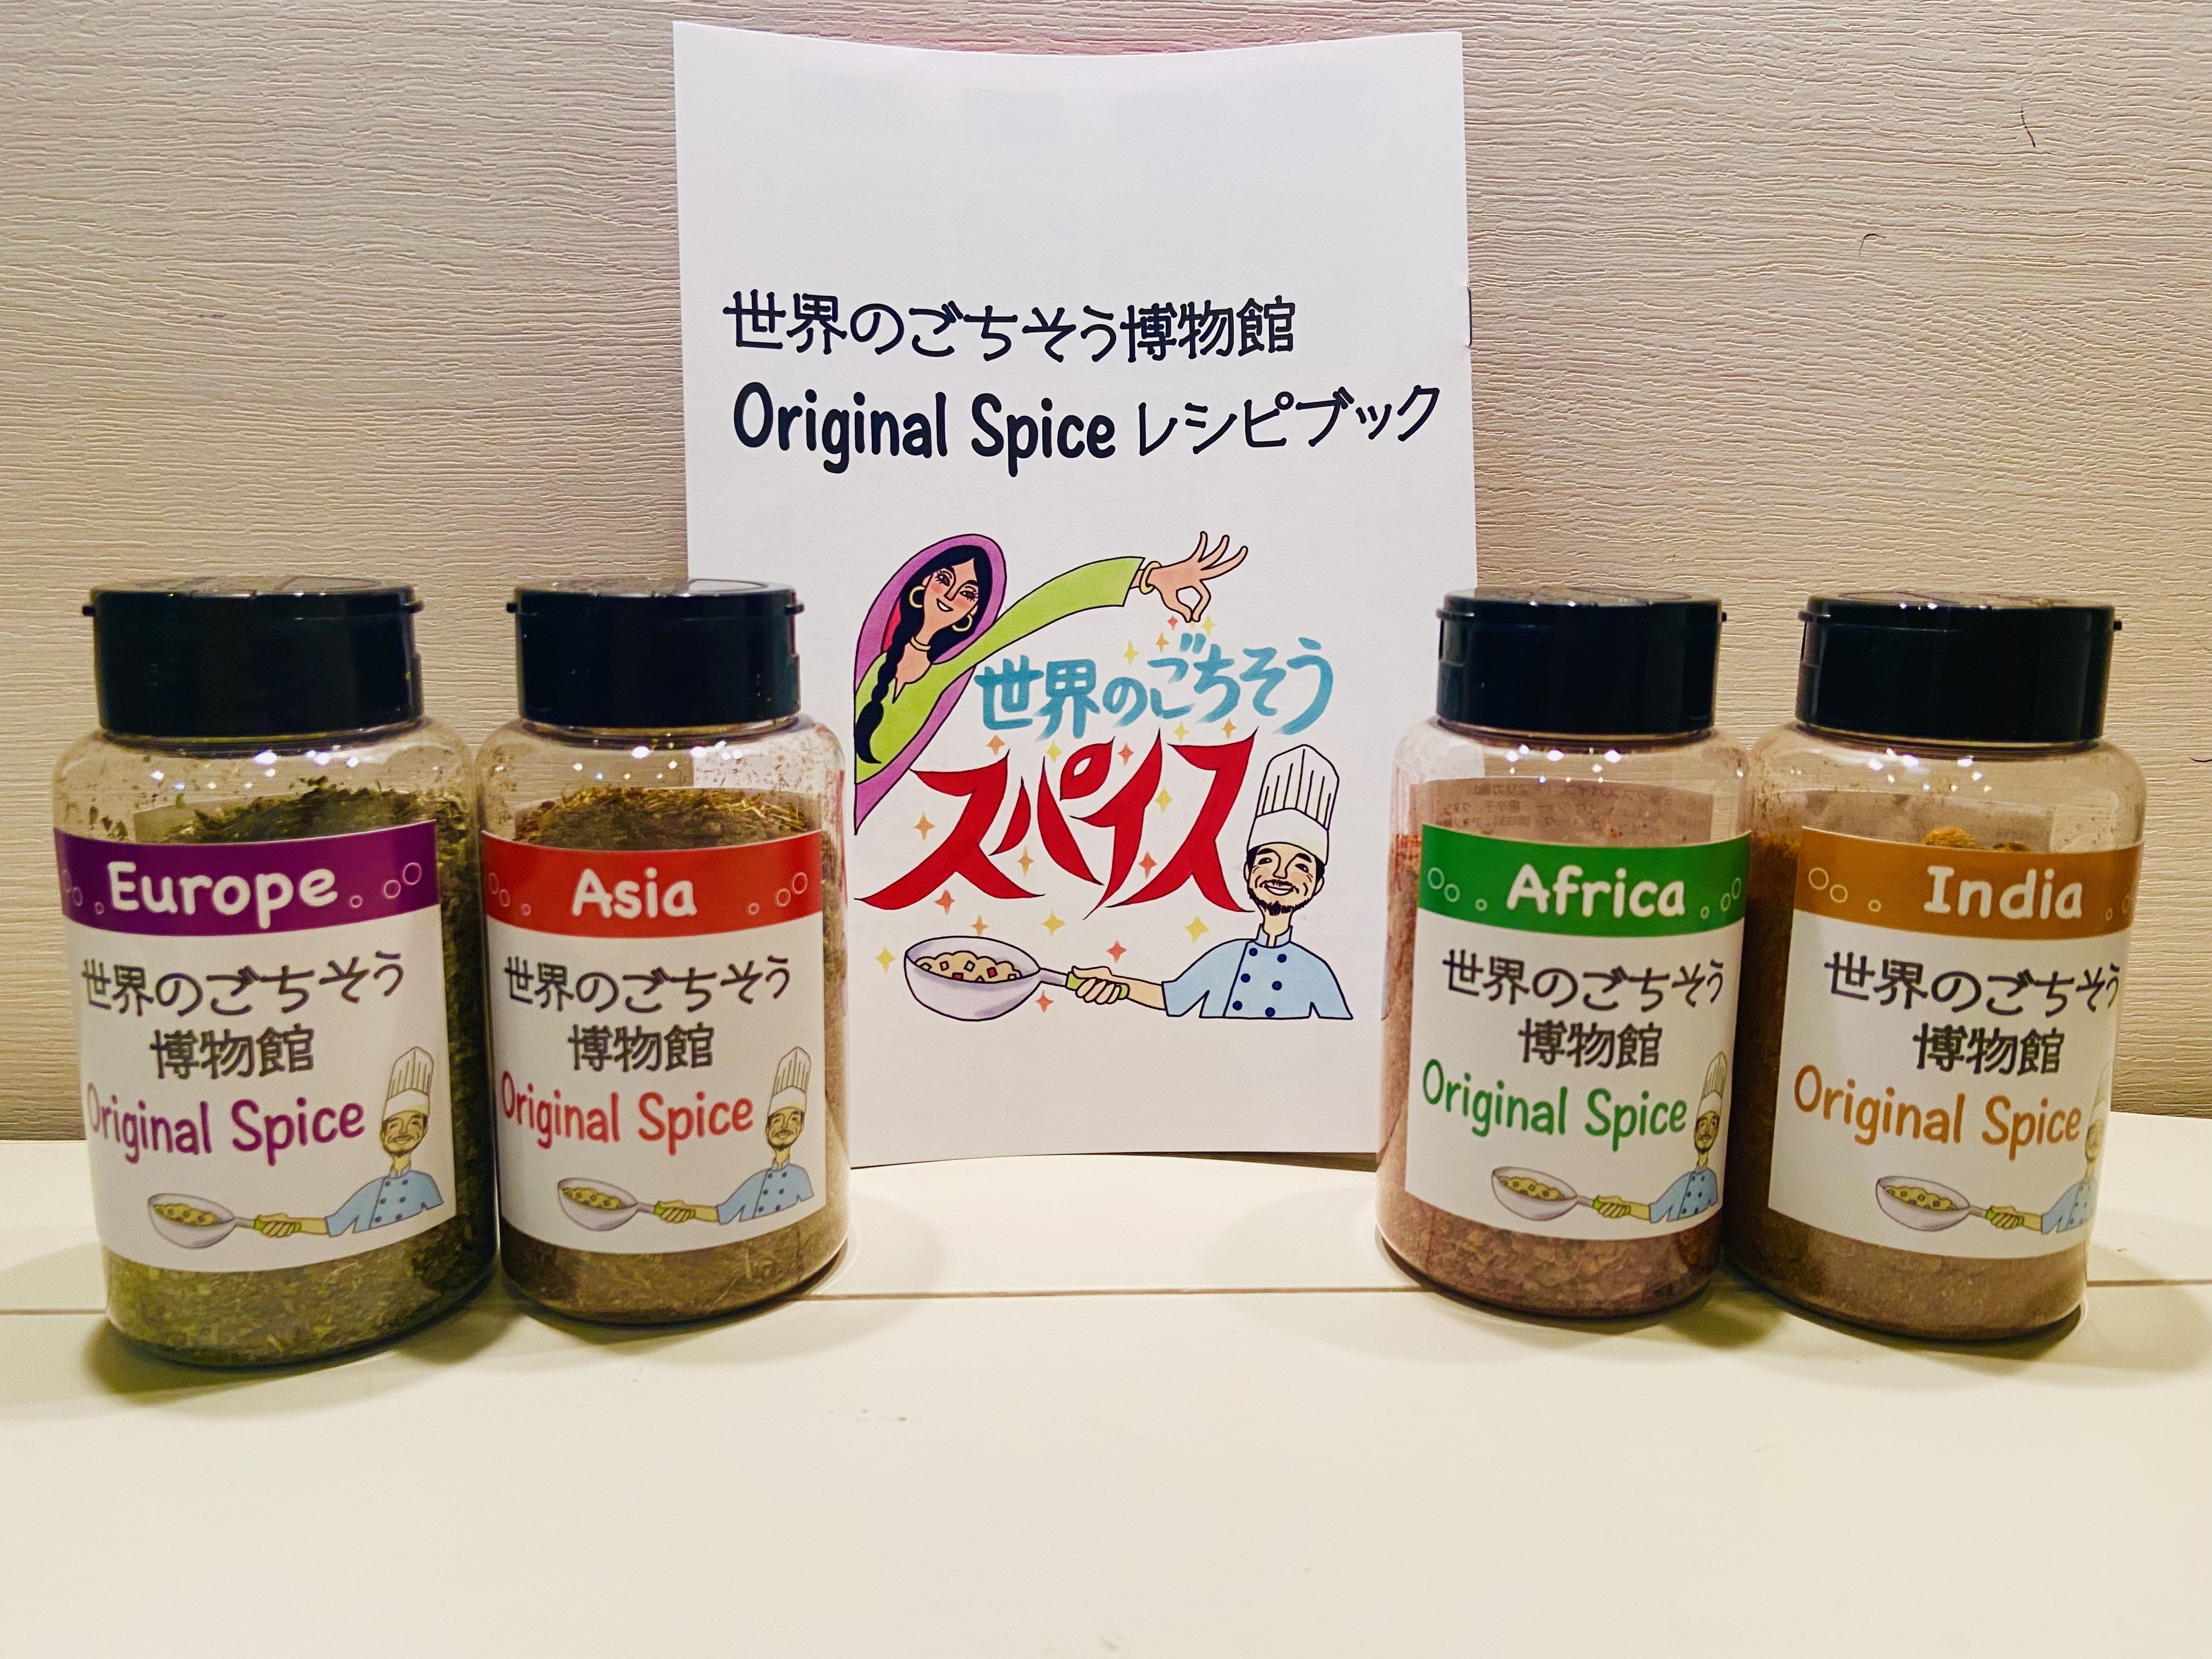 世界のごちそう博物館
Original Spice レシピブック
世界のごちそう
スパイス
Europe
世界のごちそう
博物館
Original Spice
Asia
世界のごちそう
博物館
Original Spice
Africa
世界のごちそう
博物館
Original Spice
India
世界のごちそう
博物館
Original Spice